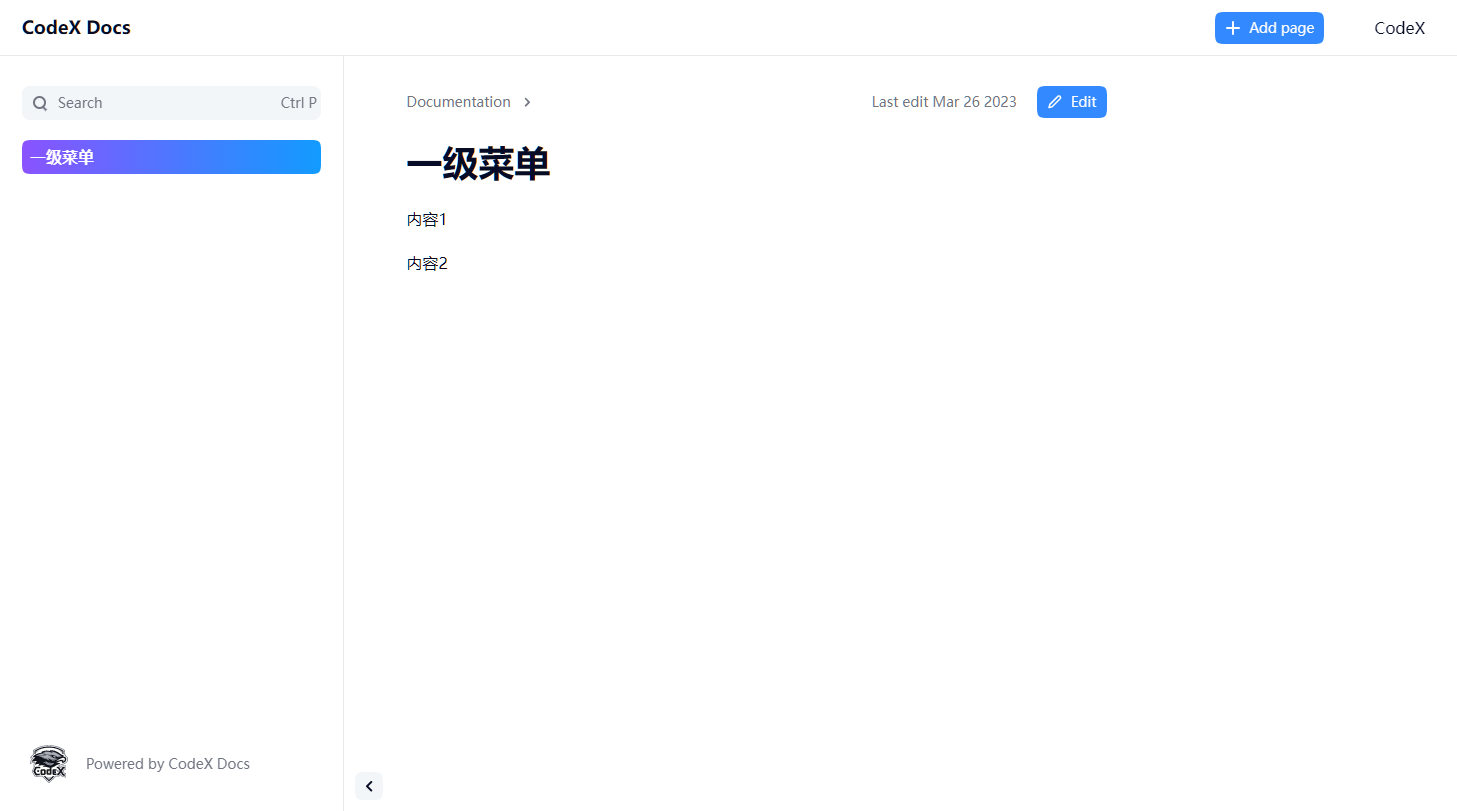 CodeX Docs
Add page
CodeX
Search
Ctrl P
一级菜单
Documentation
Last edit Mar 26 2023
Edit
一级菜单
内容1
内容2
CodeX
Powered by CodeX Docs